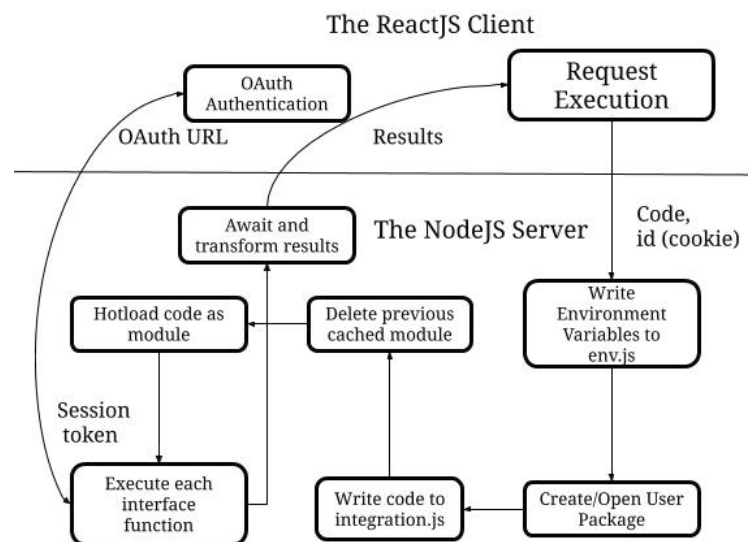 The ReactJS Client
OAuth
Authentication
Request
Execution
OAuth URL
Results
Await and
transform results
The NodeJS Server
Code,
id (cookie)
Hotload code as
module
Delete previous
cached module
Write
Environment
Variables to
env.js
Session
token
Execute each
interface
function
Write code to
integration.js
Create/Open User
Package